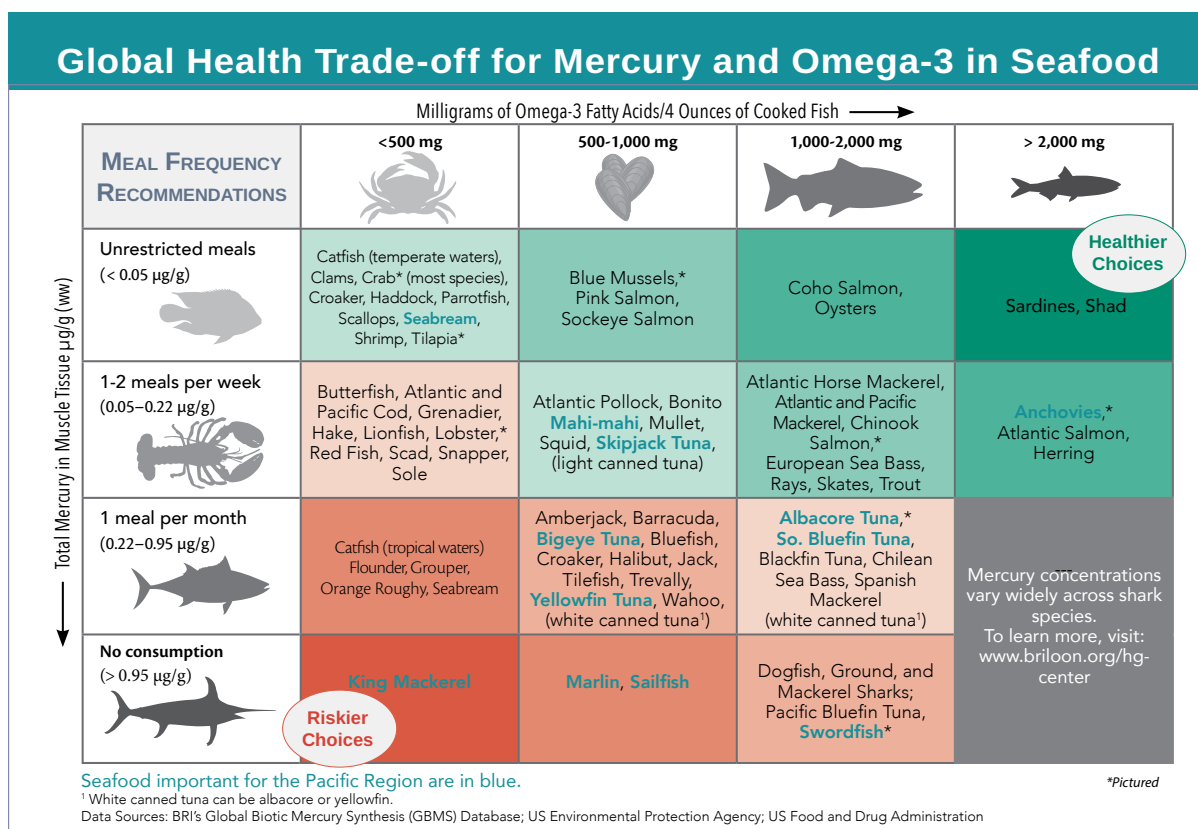 Global Health Trade-off for Mercury and Omega-3 in Seafood
Milligrams of Omega-3 Fatty Acids/4 Ounces of Cooked Fish
MEAL FREQUENCY
RECOMMENDATIONS
<500 mg
500-1,000 mg
1,000-2,000 mg
> 2,000 mg
Total Mercury in Muscle Tissue µg/g (ww)
Unrestricted meals
(< 0.05 µg/g)
Catfish (temperate waters),
Clams, Crab* (most species),
Croaker, Haddock, Parrotfish,
Scallops, Seabream,
Shrimp, Tilapia*
Blue Mussels,*
Pink Salmon,
Sockeye Salmon
Coho Salmon,
Oysters
Healthier
Choices
Sardines, Shad
1-2 meals per week
(0.05–0.22 µg/g)
Butterfish, Atlantic and
Pacific Cod, Grenadier,
Hake, Lionfish, Lobster,*
Red Fish, Scad, Snapper,
Sole
Atlantic Pollock, Bonito
Mahi-mahi, Mullet,
Squid, Skipjack Tuna,
(light canned tuna)
Atlantic Horse Mackerel,
Atlantic and Pacific
Mackerel, Chinook
Salmon,*
European Sea Bass,
Rays, Skates, Trout
Anchovies,*
Atlantic Salmon,
Herring
1 meal per month
(0.22–0.95 µg/g)
Catfish (tropical waters)
Flounder, Grouper,
Orange Roughy, Seabream
Amberjack, Barracuda,
Bigeye Tuna, Bluefish,
Croaker, Halibut, Jack,
Tilefish, Trevally,
Yellowfin Tuna, Wahoo,
(white canned tuna¹)
Albacore Tuna,*
So. Bluefin Tuna,
Blackfin Tuna, Chilean
Sea Bass, Spanish
Mackerel
(white canned tuna¹)
---
Mercury concentrations
vary widely across shark
species.
To learn more, visit:
www.briloon.org/hg-
center
No consumption
(> 0.95 µg/g)
King Mackerel
Riskier
Choices
Marlin, Sailfish
Dogfish, Ground, and
Mackerel Sharks;
Pacific Bluefin Tuna,
Swordfish*
Seafood important for the Pacific Region are in blue.
*Pictured
¹ White canned tuna can be albacore or yellowfin.
Data Sources: BRI's Global Biotic Mercury Synthesis (GBMS) Database; US Environmental Protection Agency; US Food and Drug Administration